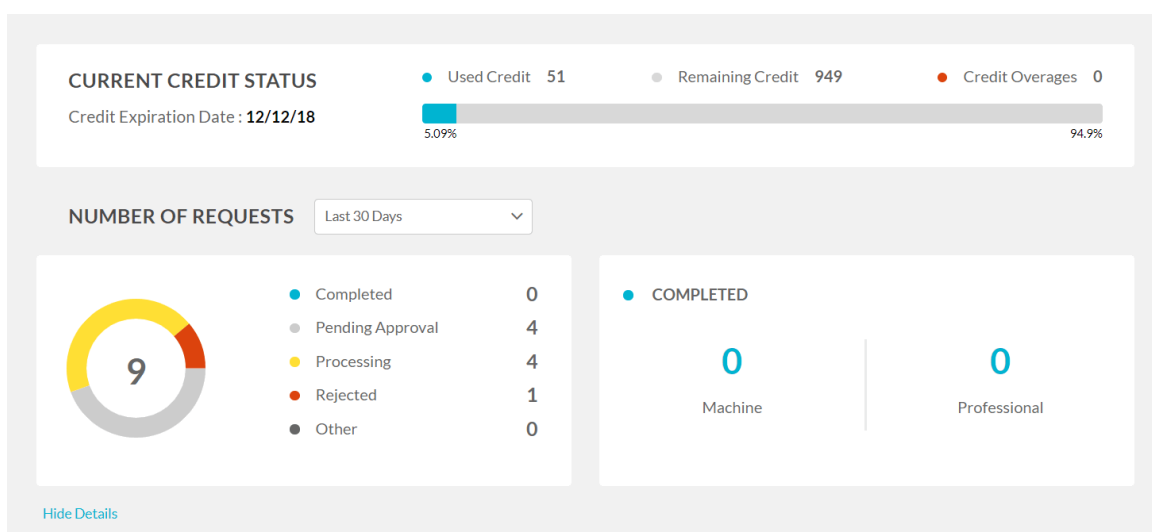 CURRENT CREDIT STATUS
Credit Expiration Date : 12/12/18
Used Credit 51
Remaining Credit 949
Credit Overages 0
5.09%
94.9%
NUMBER OF REQUESTS
Last 30 Days
9
Completed 0
Pending Approval 4
Processing 4
Rejected 1
Other 0
COMPLETED
0
Machine
0
Professional
Hide Details